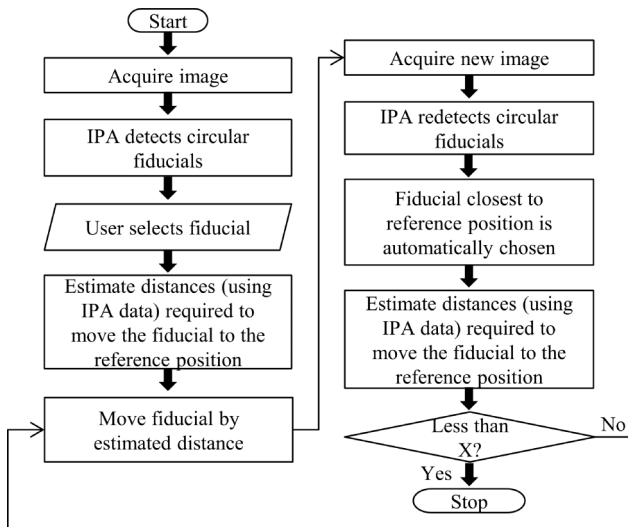 Start
Acquire image
IPA detects circular
fiducials
User selects fiducial
Estimate distances (using
IPA data) required to
move the fiducial to the
reference position
Move fiducial by
estimated distance
Acquire new image
IPA redetects circular
fiducials
Fiducial closest to
reference position is
automatically chosen
Estimate distances (using
IPA data) required to
move the fiducial to the
reference position
Less than
X?
No
Yes
Stop